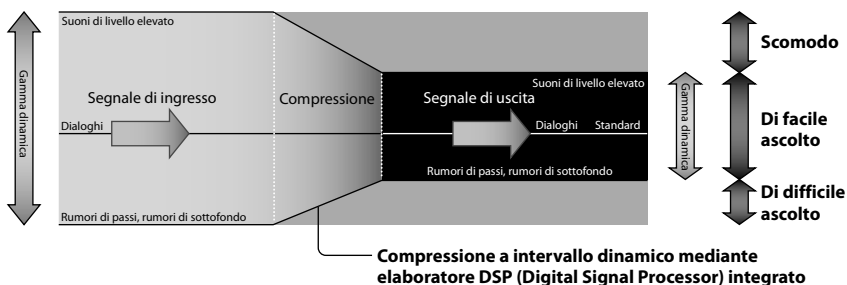 Suoni di livello elevato
Scomodo
Gamma dinamica
Segnale di ingresso
Compressione
Segnale di uscita
Suoni di livello elevato
Gamma dinamica
Dialoghi
Dialoghi
Standard
Di facile
ascolto
Rumori di passi, rumori di sottofondo
Di difficile
ascolto
Rumori di passi, rumori di sottofondo
Compressione a intervallo dinamico mediante
elaboratore DSP (Digital Signal Processor) integrato